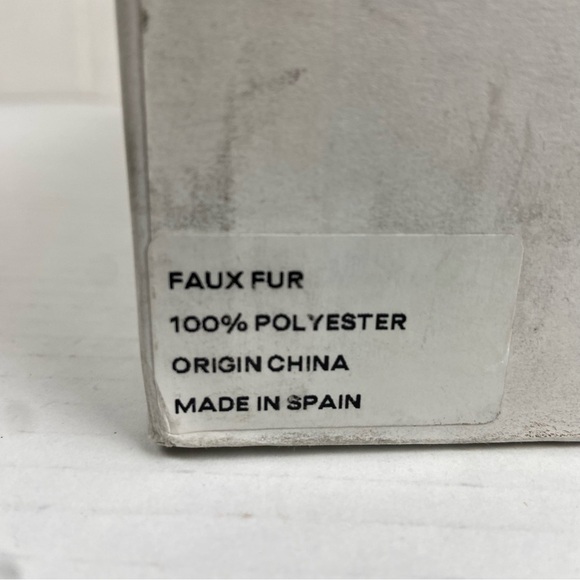 FAUX FUR
100% POLYESTER
ORIGIN CHINA
MADE IN SPAIN